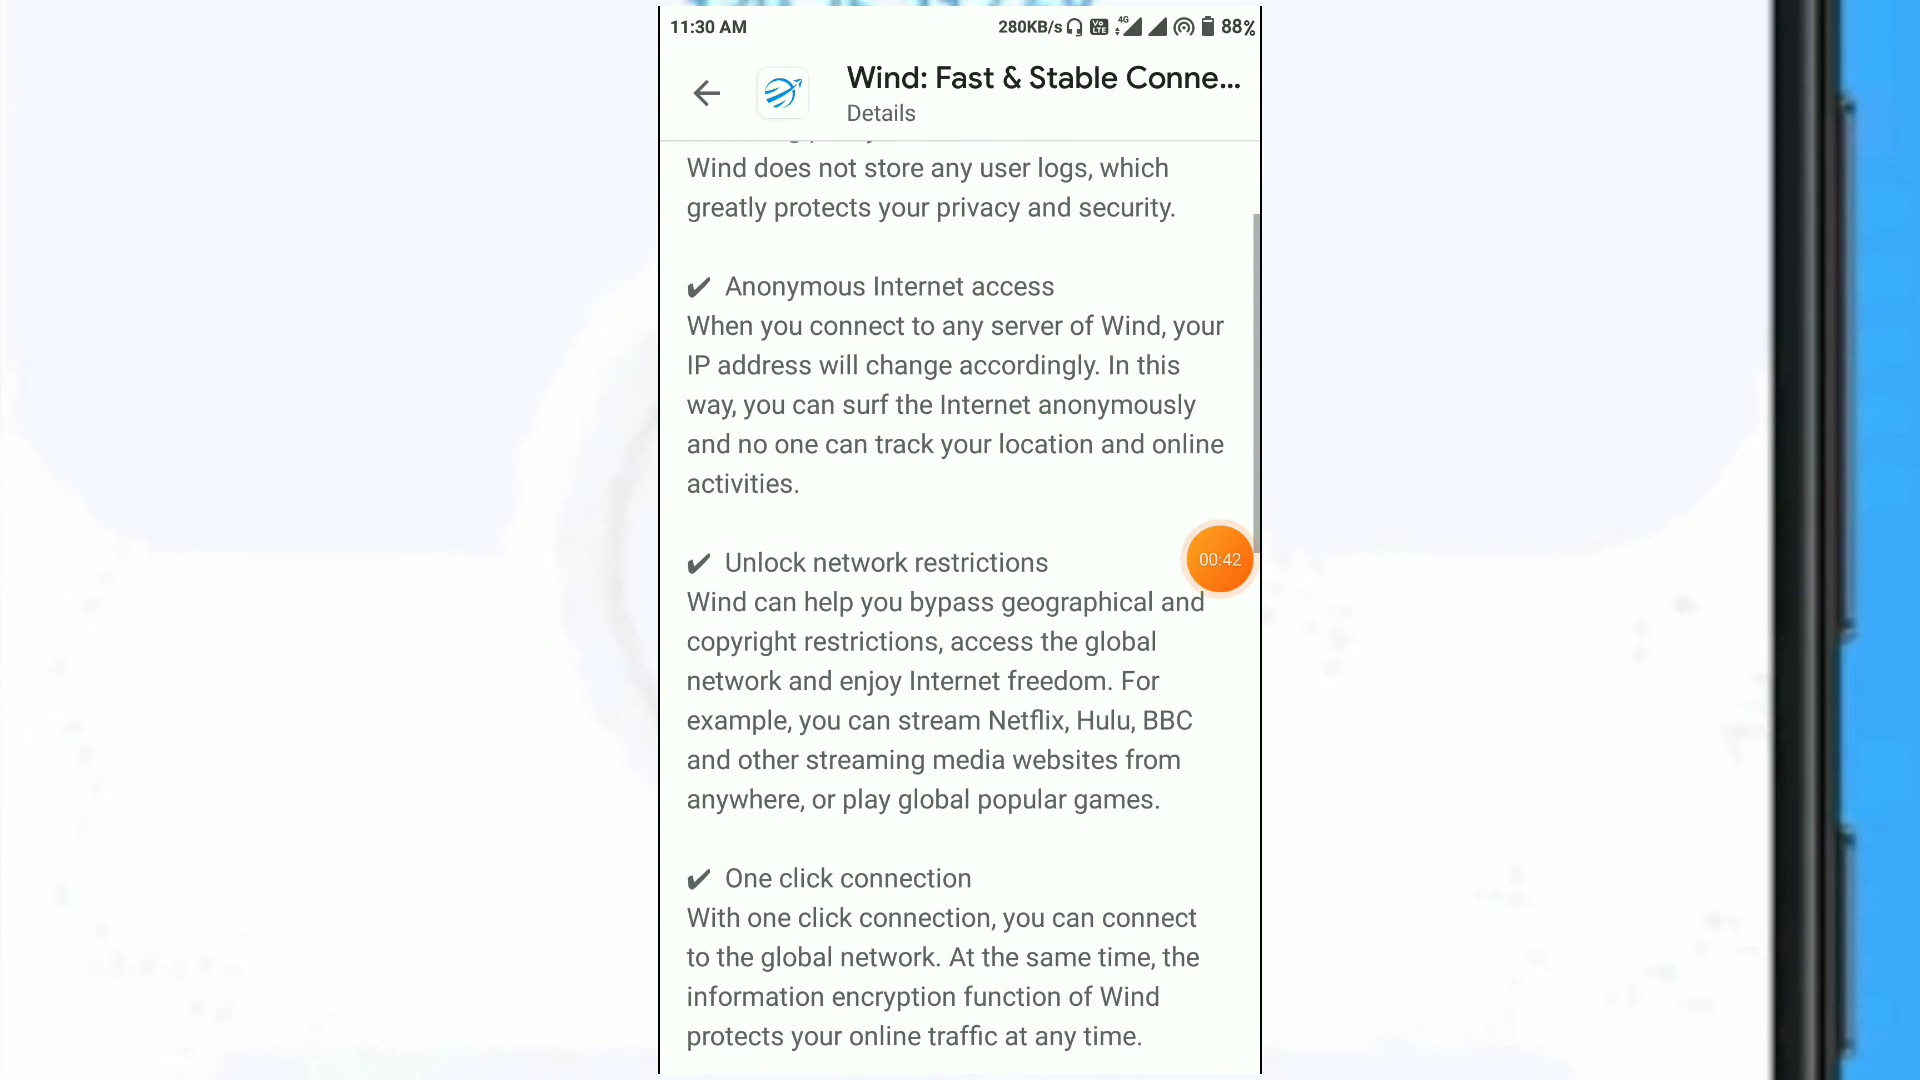 11:30 AM 280KB/s Vo LTE 4G 88%
Wind: Fast & Stable Conne...
Details
Wind does not store any user logs, which
greatly protects your privacy and security.
✔ Anonymous Internet access
When you connect to any server of Wind, your
IP address will change accordingly. In this
way, you can surf the Internet anonymously
and no one can track your location and online
activities.
✔ Unlock network restrictions
00:42
Wind can help you bypass geographical and
copyright restrictions, access the global
network and enjoy Internet freedom. For
example, you can stream Netflix, Hulu, BBC
and other streaming media websites from
anywhere, or play global popular games.
✔ One click connection
With one click connection, you can connect
to the global network. At the same time, the
information encryption function of Wind
protects your online traffic at any time.